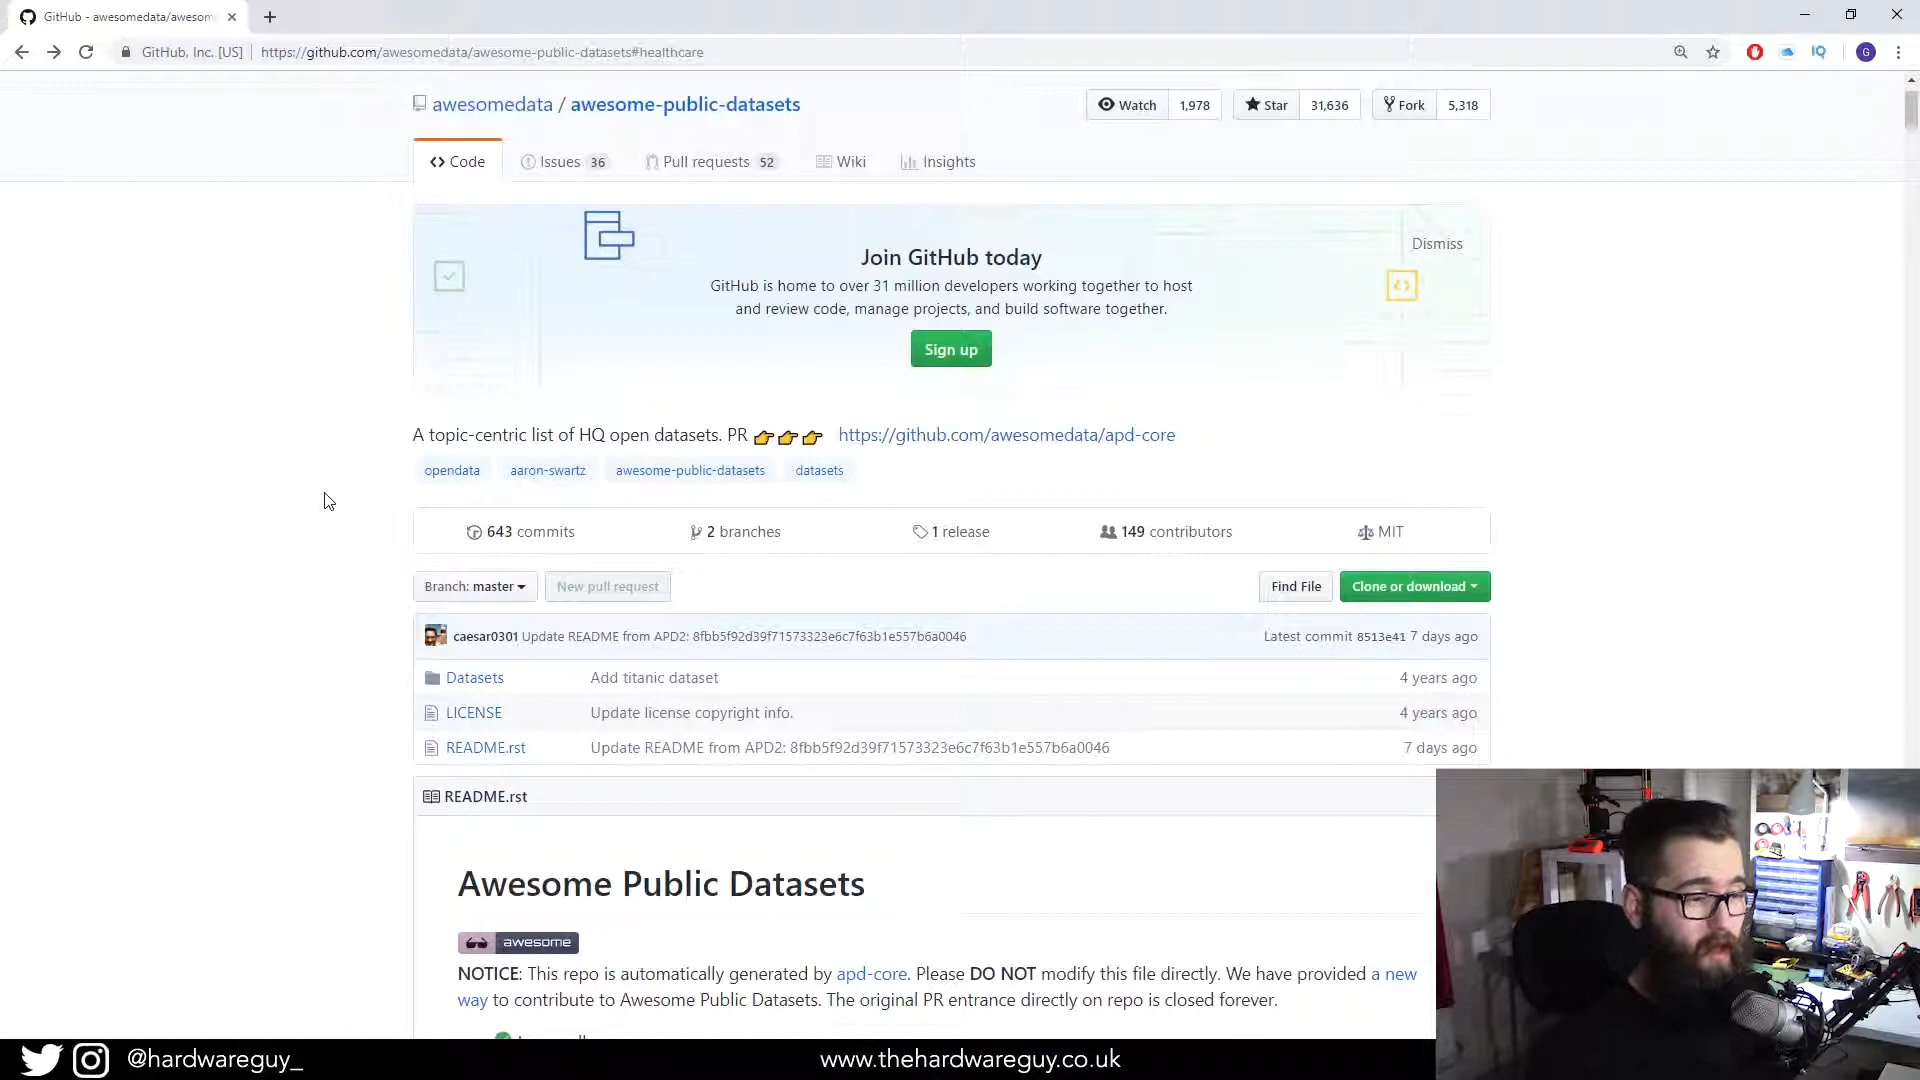 GitHub - awesomedata/awesom
GitHub, Inc. [US] https://github.com/awesomedata/awesome-public-datasets#healthcare
G
awesomedata / awesome-public-datasets
Watch 1,978 Star 31,636 Fork 5,318
Code Issues 36 Pull requests 52 Wiki Insights
Dismiss
Join GitHub today
GitHub is home to over 31 million developers working together to host
and review code, manage projects, and build software together.
Sign up
A topic-centric list of HQ open datasets. PR 👉👉👉 https://github.com/awesomedata/apd-core
opendata aaron-swartz awesome-public-datasets datasets
643 commits 2 branches 1 release 149 contributors MIT
Branch: master New pull request Find File Clone or download
caesar0301 Update README from APD2: 8fbb5f92d39f71573323e6c7f63b1e557b6a0046 Latest commit 8513e41 7 days ago
Datasets Add titanic dataset 4 years ago
LICENSE Update license copyright info. 4 years ago
README.rst Update README from APD2: 8fbb5f92d39f71573323e6c7f63b1e557b6a0046 7 days ago
README.rst
Awesome Public Datasets
awesome
NOTICE: This repo is automatically generated by apd-core. Please DO NOT modify this file directly. We have provided a new
way to contribute to Awesome Public Datasets. The original PR entrance directly on repo is closed forever.
@hardwareguy_ www.thehardwareguy.co.uk